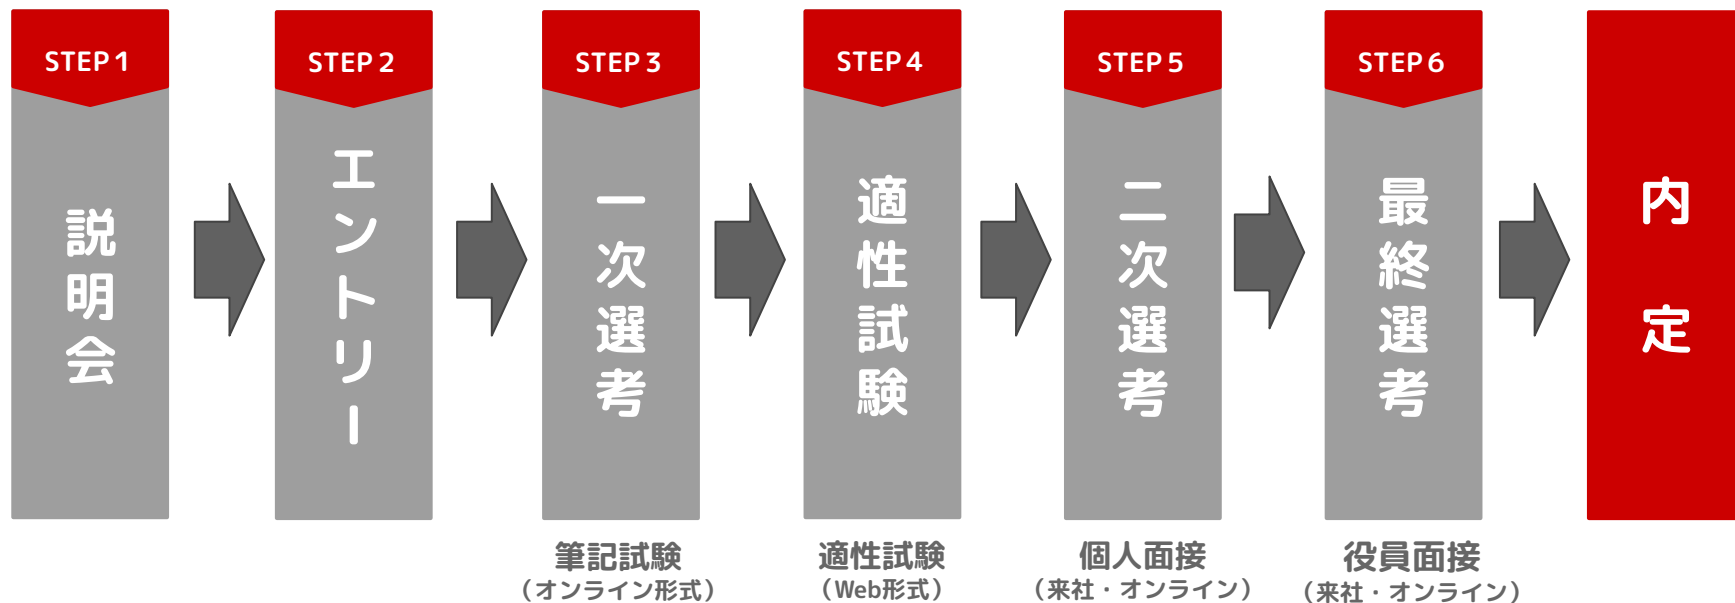 STEP 1
説明会
STEP 2
エントリー
STEP 3
一次選考
筆記試験
（オンライン形式）
STEP 4
適性試験
適性試験
（Web形式）
STEP 5
二次選考
個人面接
（来社・オンライン）
STEP 6
最終選考
役員面接
（来社・オンライン）
内定